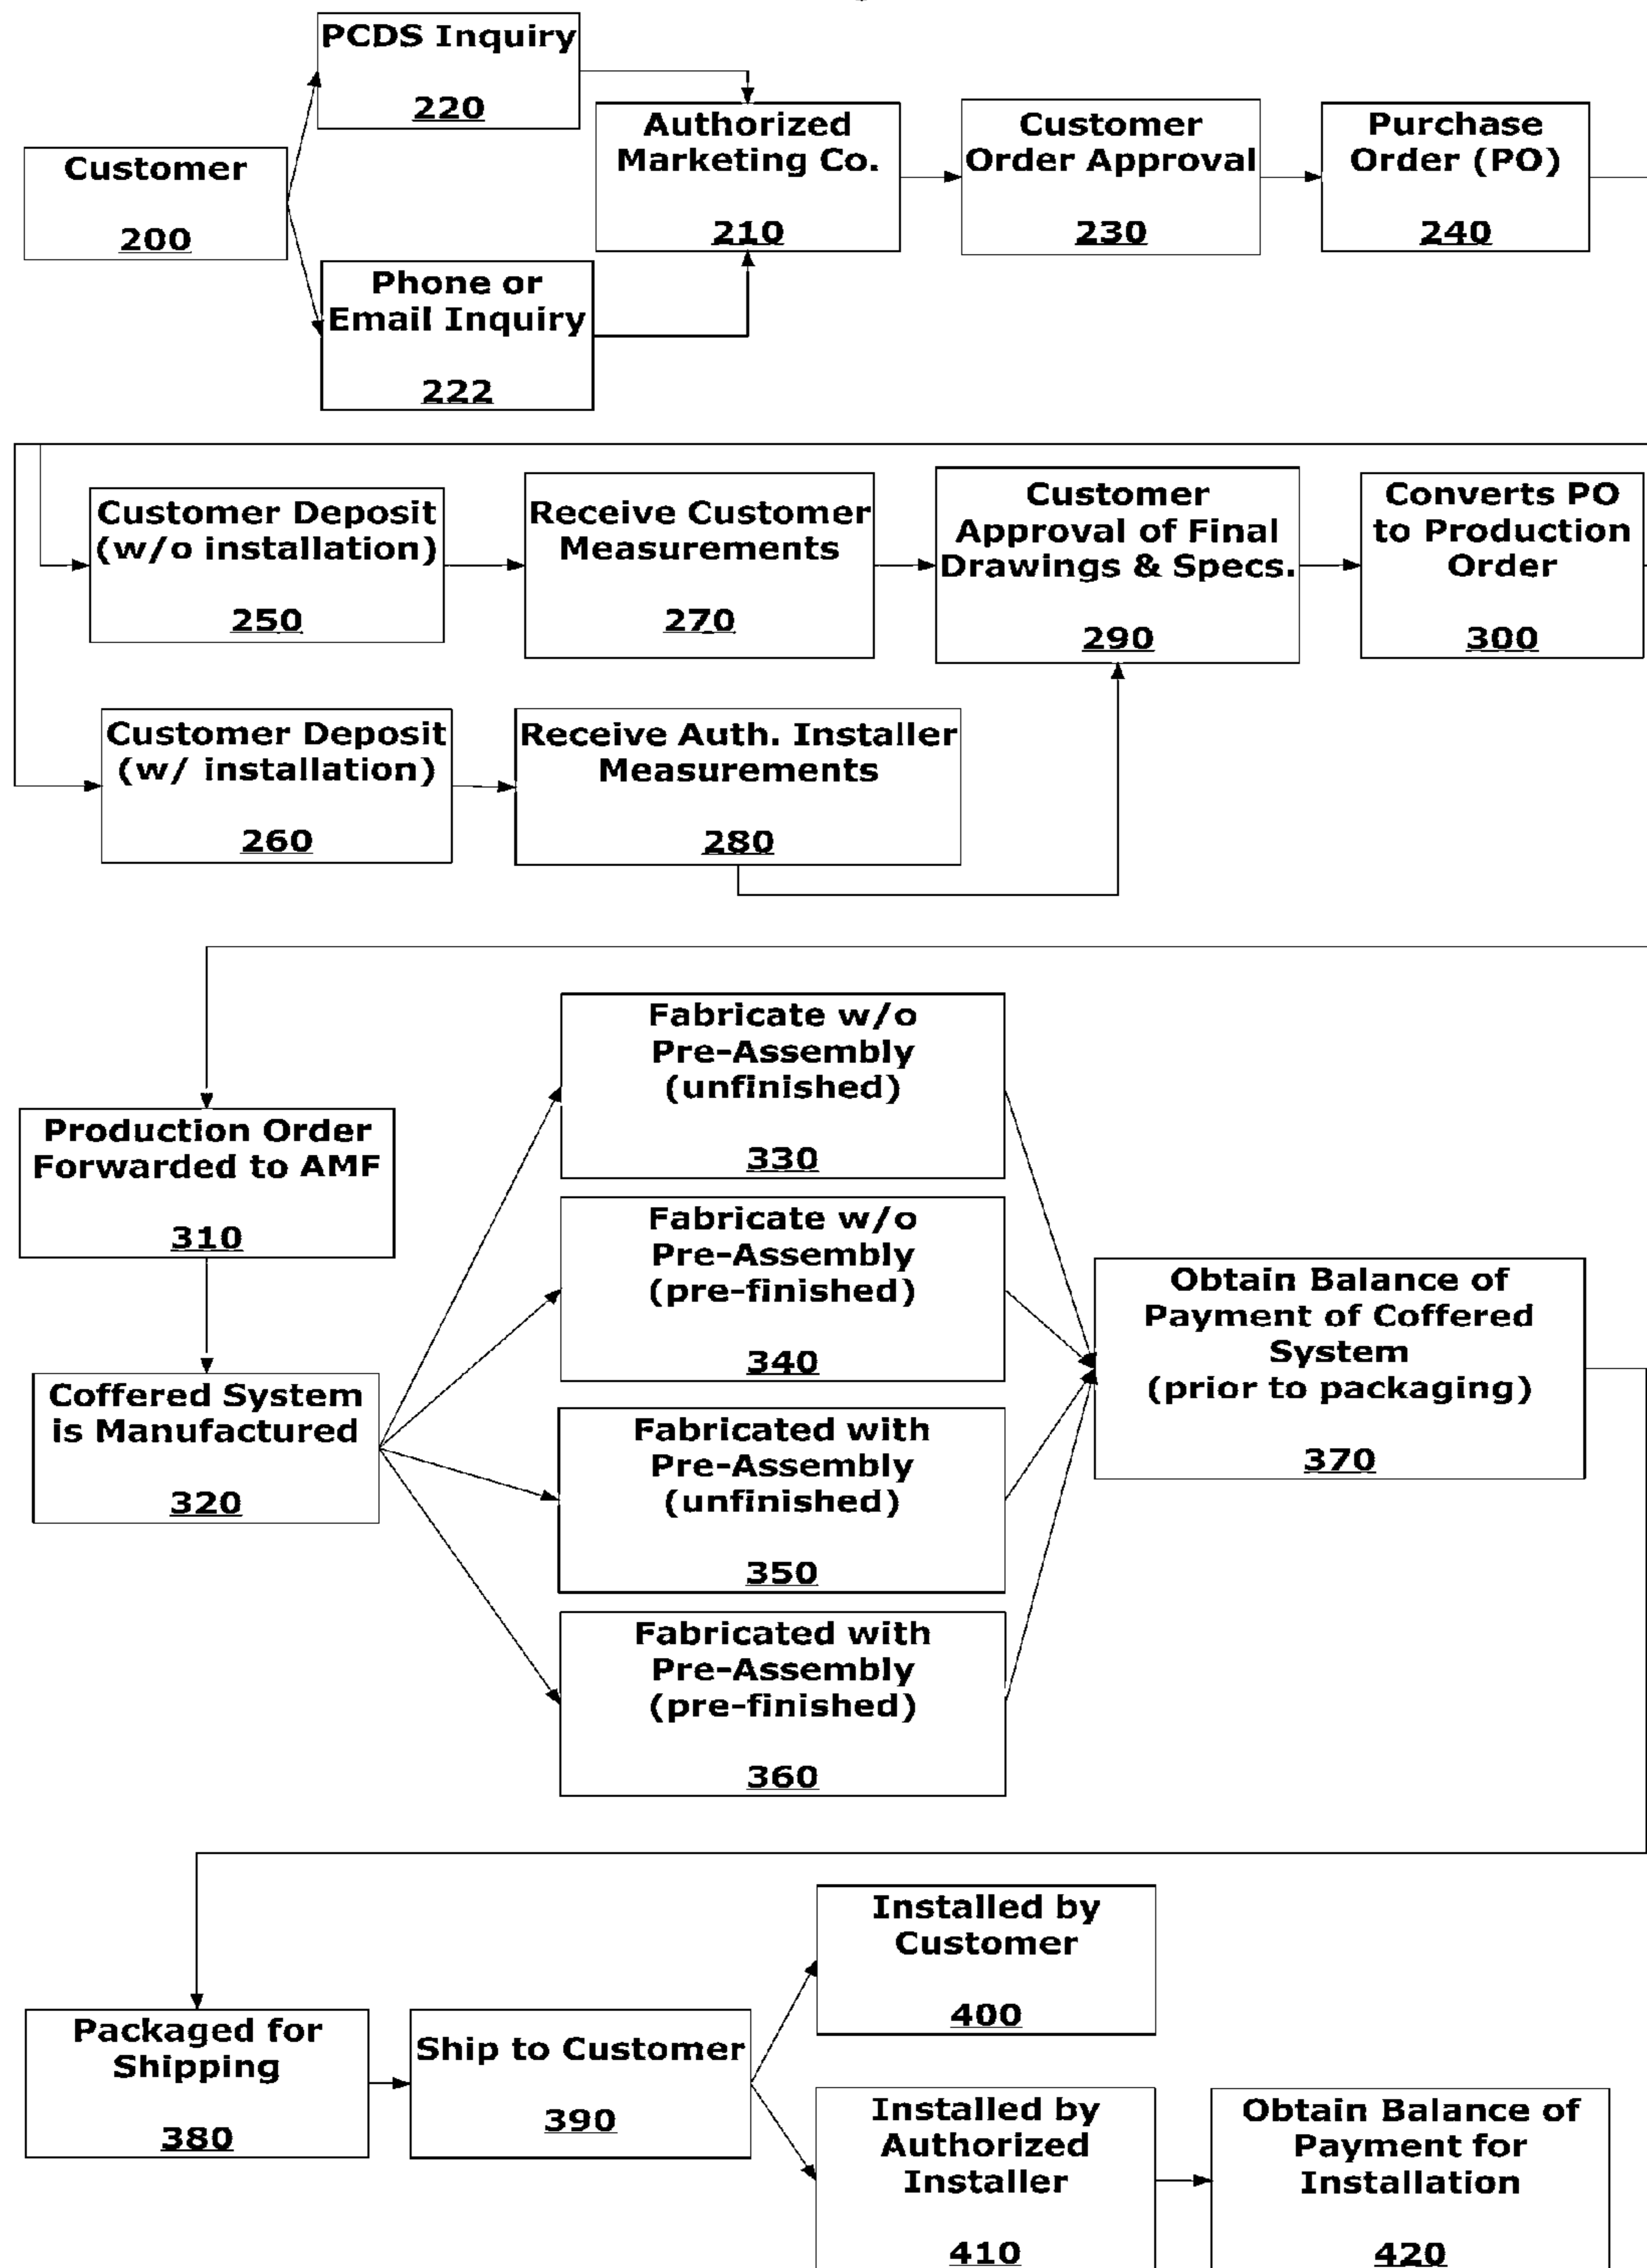 PCDS Inquiry
220
Customer
200
Phone or
Email Inquiry
222
Authorized
Marketing Co.
210
Customer
Order Approval
230
Purchase
Order (PO)
240
Customer Deposit
(w/o installation)
250
Receive Customer
Measurements
270
Customer
Approval of Final
Drawings & Specs.
290
Converts PO
to Production
Order
300
Customer Deposit
(w/ installation)
260
Receive Auth. Installer
Measurements
280
Production Order
Forwarded to AMF
310
Coffered System
is Manufactured
320
Fabricate w/o
Pre-Assembly
(unfinished)
330
Fabricate w/o
Pre-Assembly
(pre-finished)
340
Fabricated with
Pre-Assembly
(unfinished)
350
Fabricated with
Pre-Assembly
(pre-finished)
360
Obtain Balance of
Payment of Coffered
System
(prior to packaging)
370
Packaged for
Shipping
380
Ship to Customer
390
Installed by
Customer
400
Installed by
Authorized
Installer
410
Obtain Balance of
Payment for
Installation
420